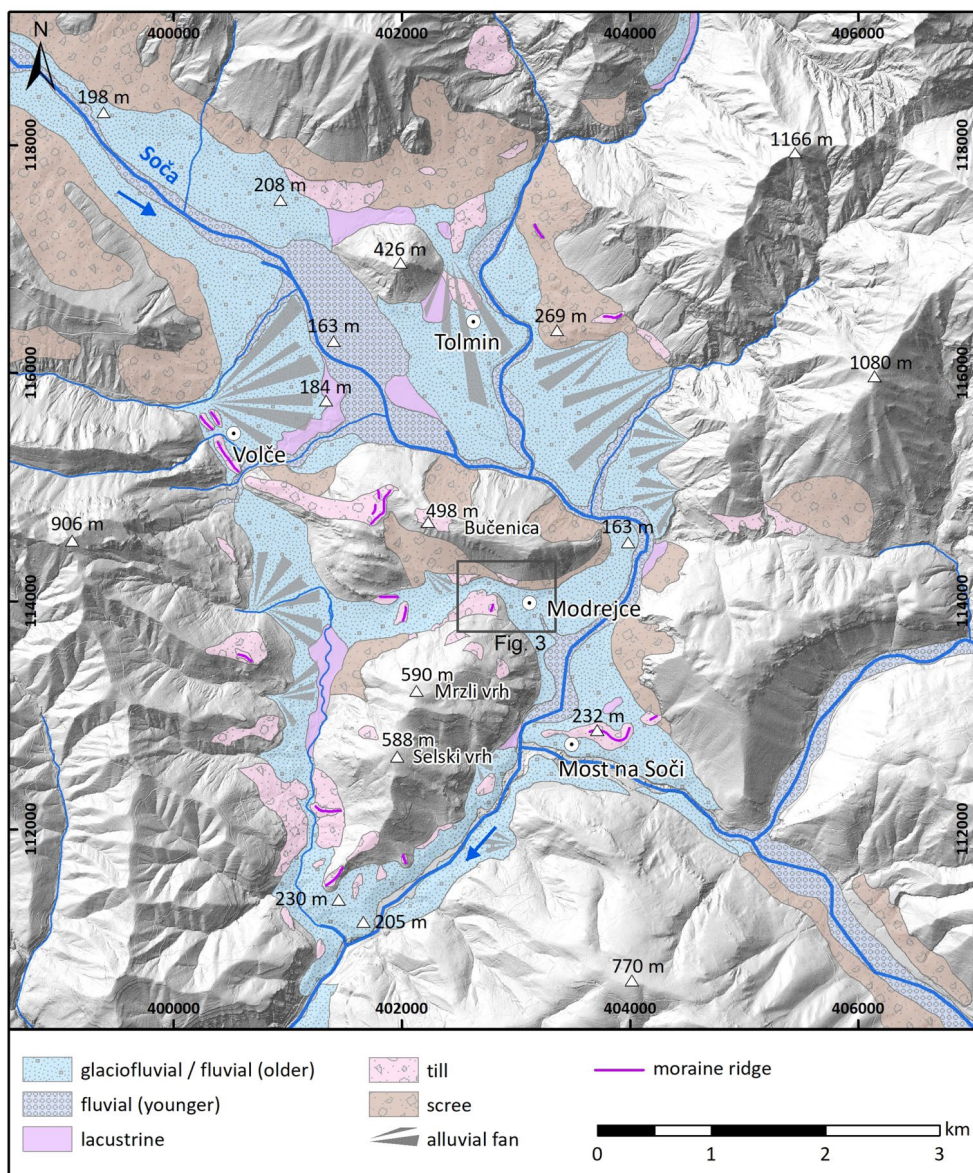 400000
402000
404000
406000
N
198 m
118000
118000
1166 m
Soča
208 m
426 m
163 m
269 m
Tolmin
116000
184 m
1080 m
116000
Volče
498 m
Bučenica
163 m
906 m
114000
Modrejce
114000
Fig. 3
590 m
Mrzli vrh
232 m
588 m
Selski vrh
Most na Soči
112000
112000
230 m
205 m
770 m
400000
402000
404000
406000
glaciofluvial / fluvial (older)
till
moraine ridge
fluvial (younger)
scree
lacustrine
alluvial fan
km
0
1
2
3